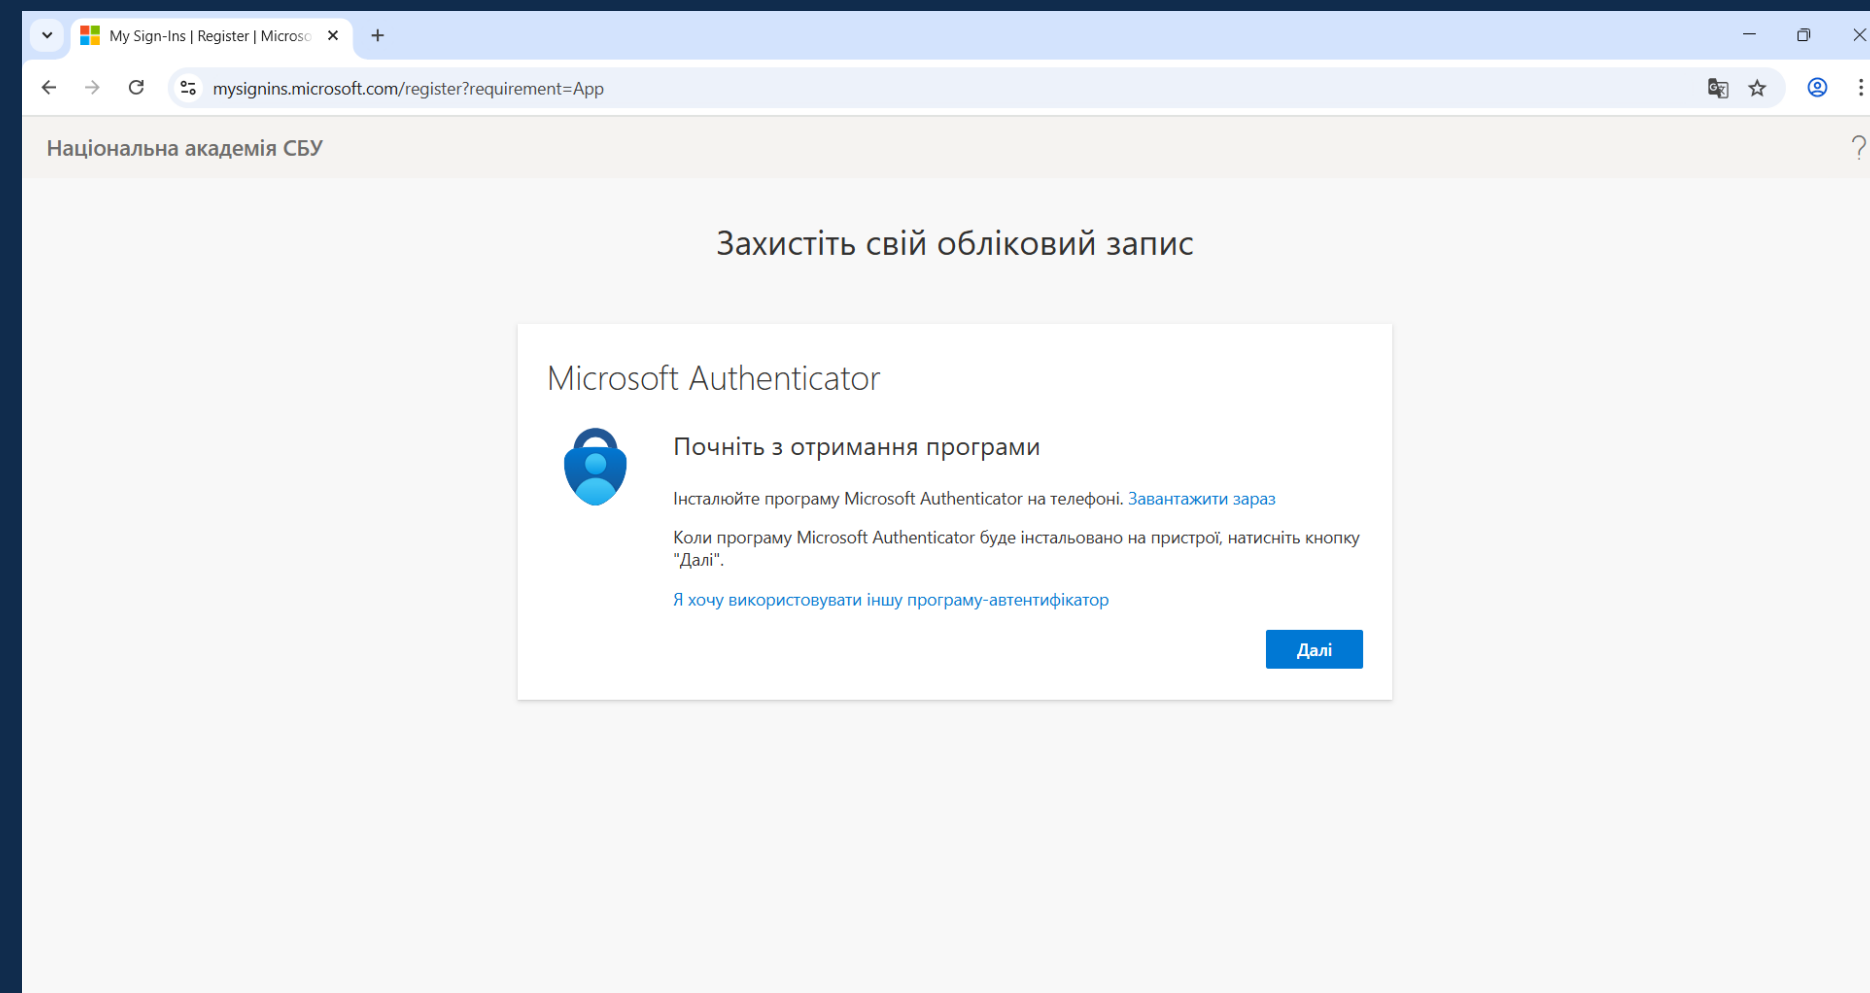 My Sign-Ins | Register | Microso
mysignins.microsoft.com/register?requirement=App
Національна академія СБУ
?
Захистіть свій обліковий запис
Microsoft Authenticator
Почніть з отримання програми
Інсталюйте програму Microsoft Authenticator на телефоні. Завантажити зараз
Коли програму Microsoft Authenticator буде інстальовано на пристрої, натисніть кнопку
"Далі".
Я хочу використовувати іншу програму-автентифікатор
Далі